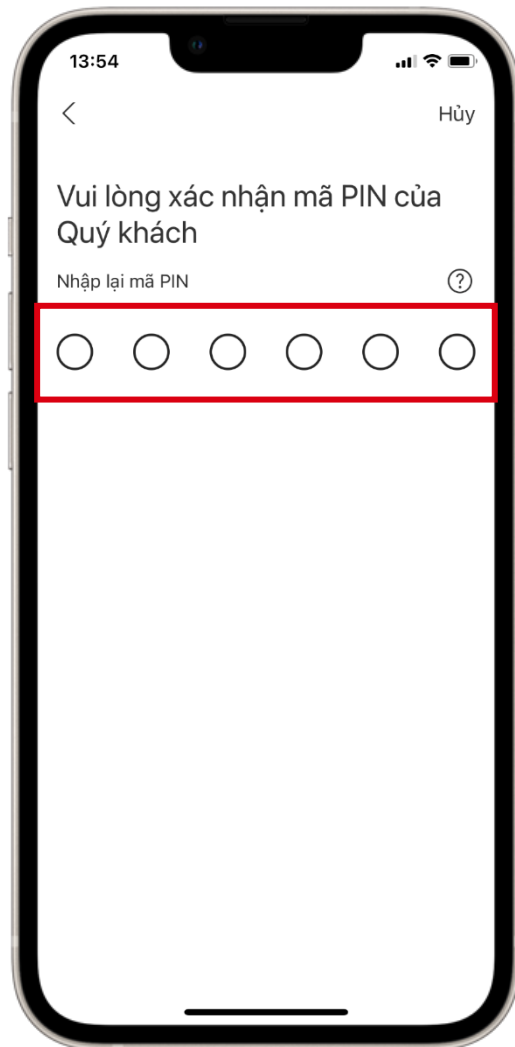 13:54
Hủy
Vui lòng xác nhận mã PIN của
Quý khách
Nhập lại mã PIN
?